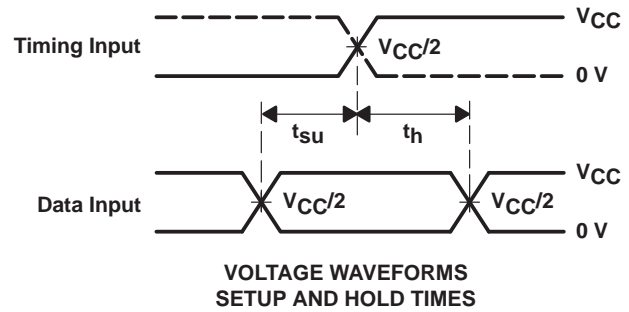 VCC
Timing Input
VCC/2
0 V
tsu
th
VCC
Data Input
VCC/2
VCC/2
0 V
VOLTAGE WAVEFORMS
SETUP AND HOLD TIMES